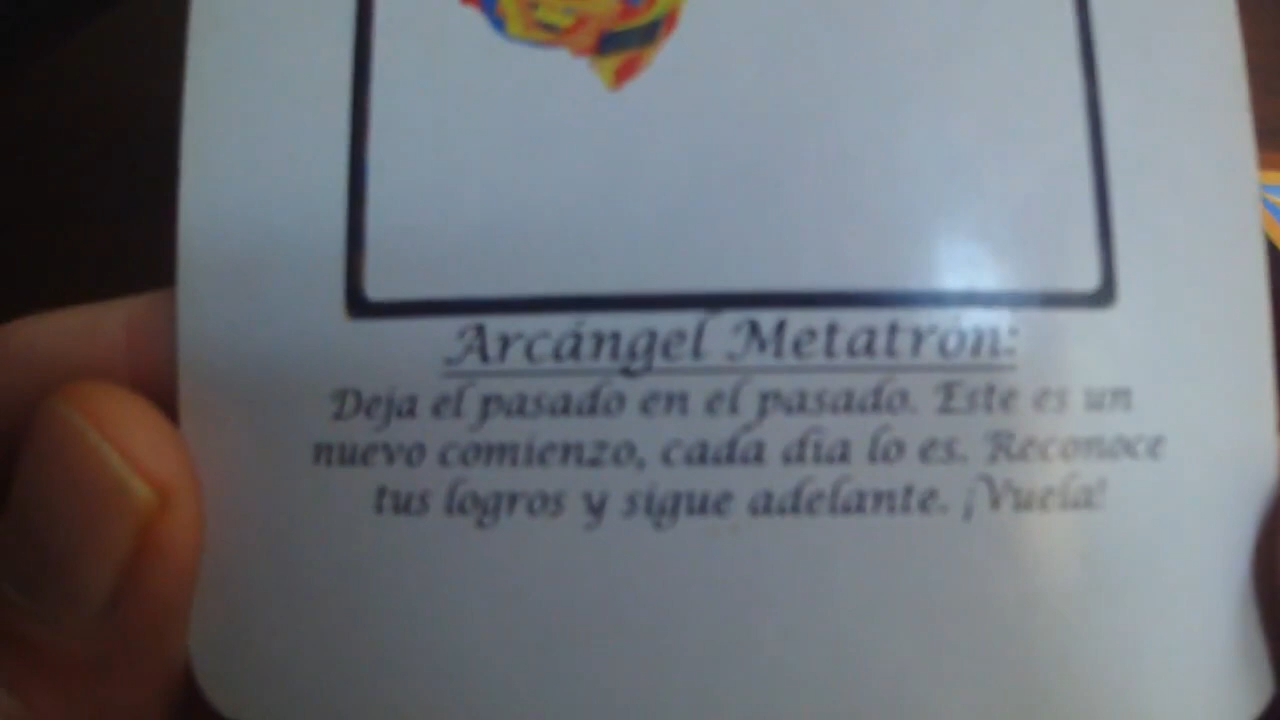 Arcángel Metatrón:
Deja el pasado en el pasado. Este es un
nuevo comienzo, cada día lo es. Reconoce
tus logros y sigue adelante. ¡Vuela!